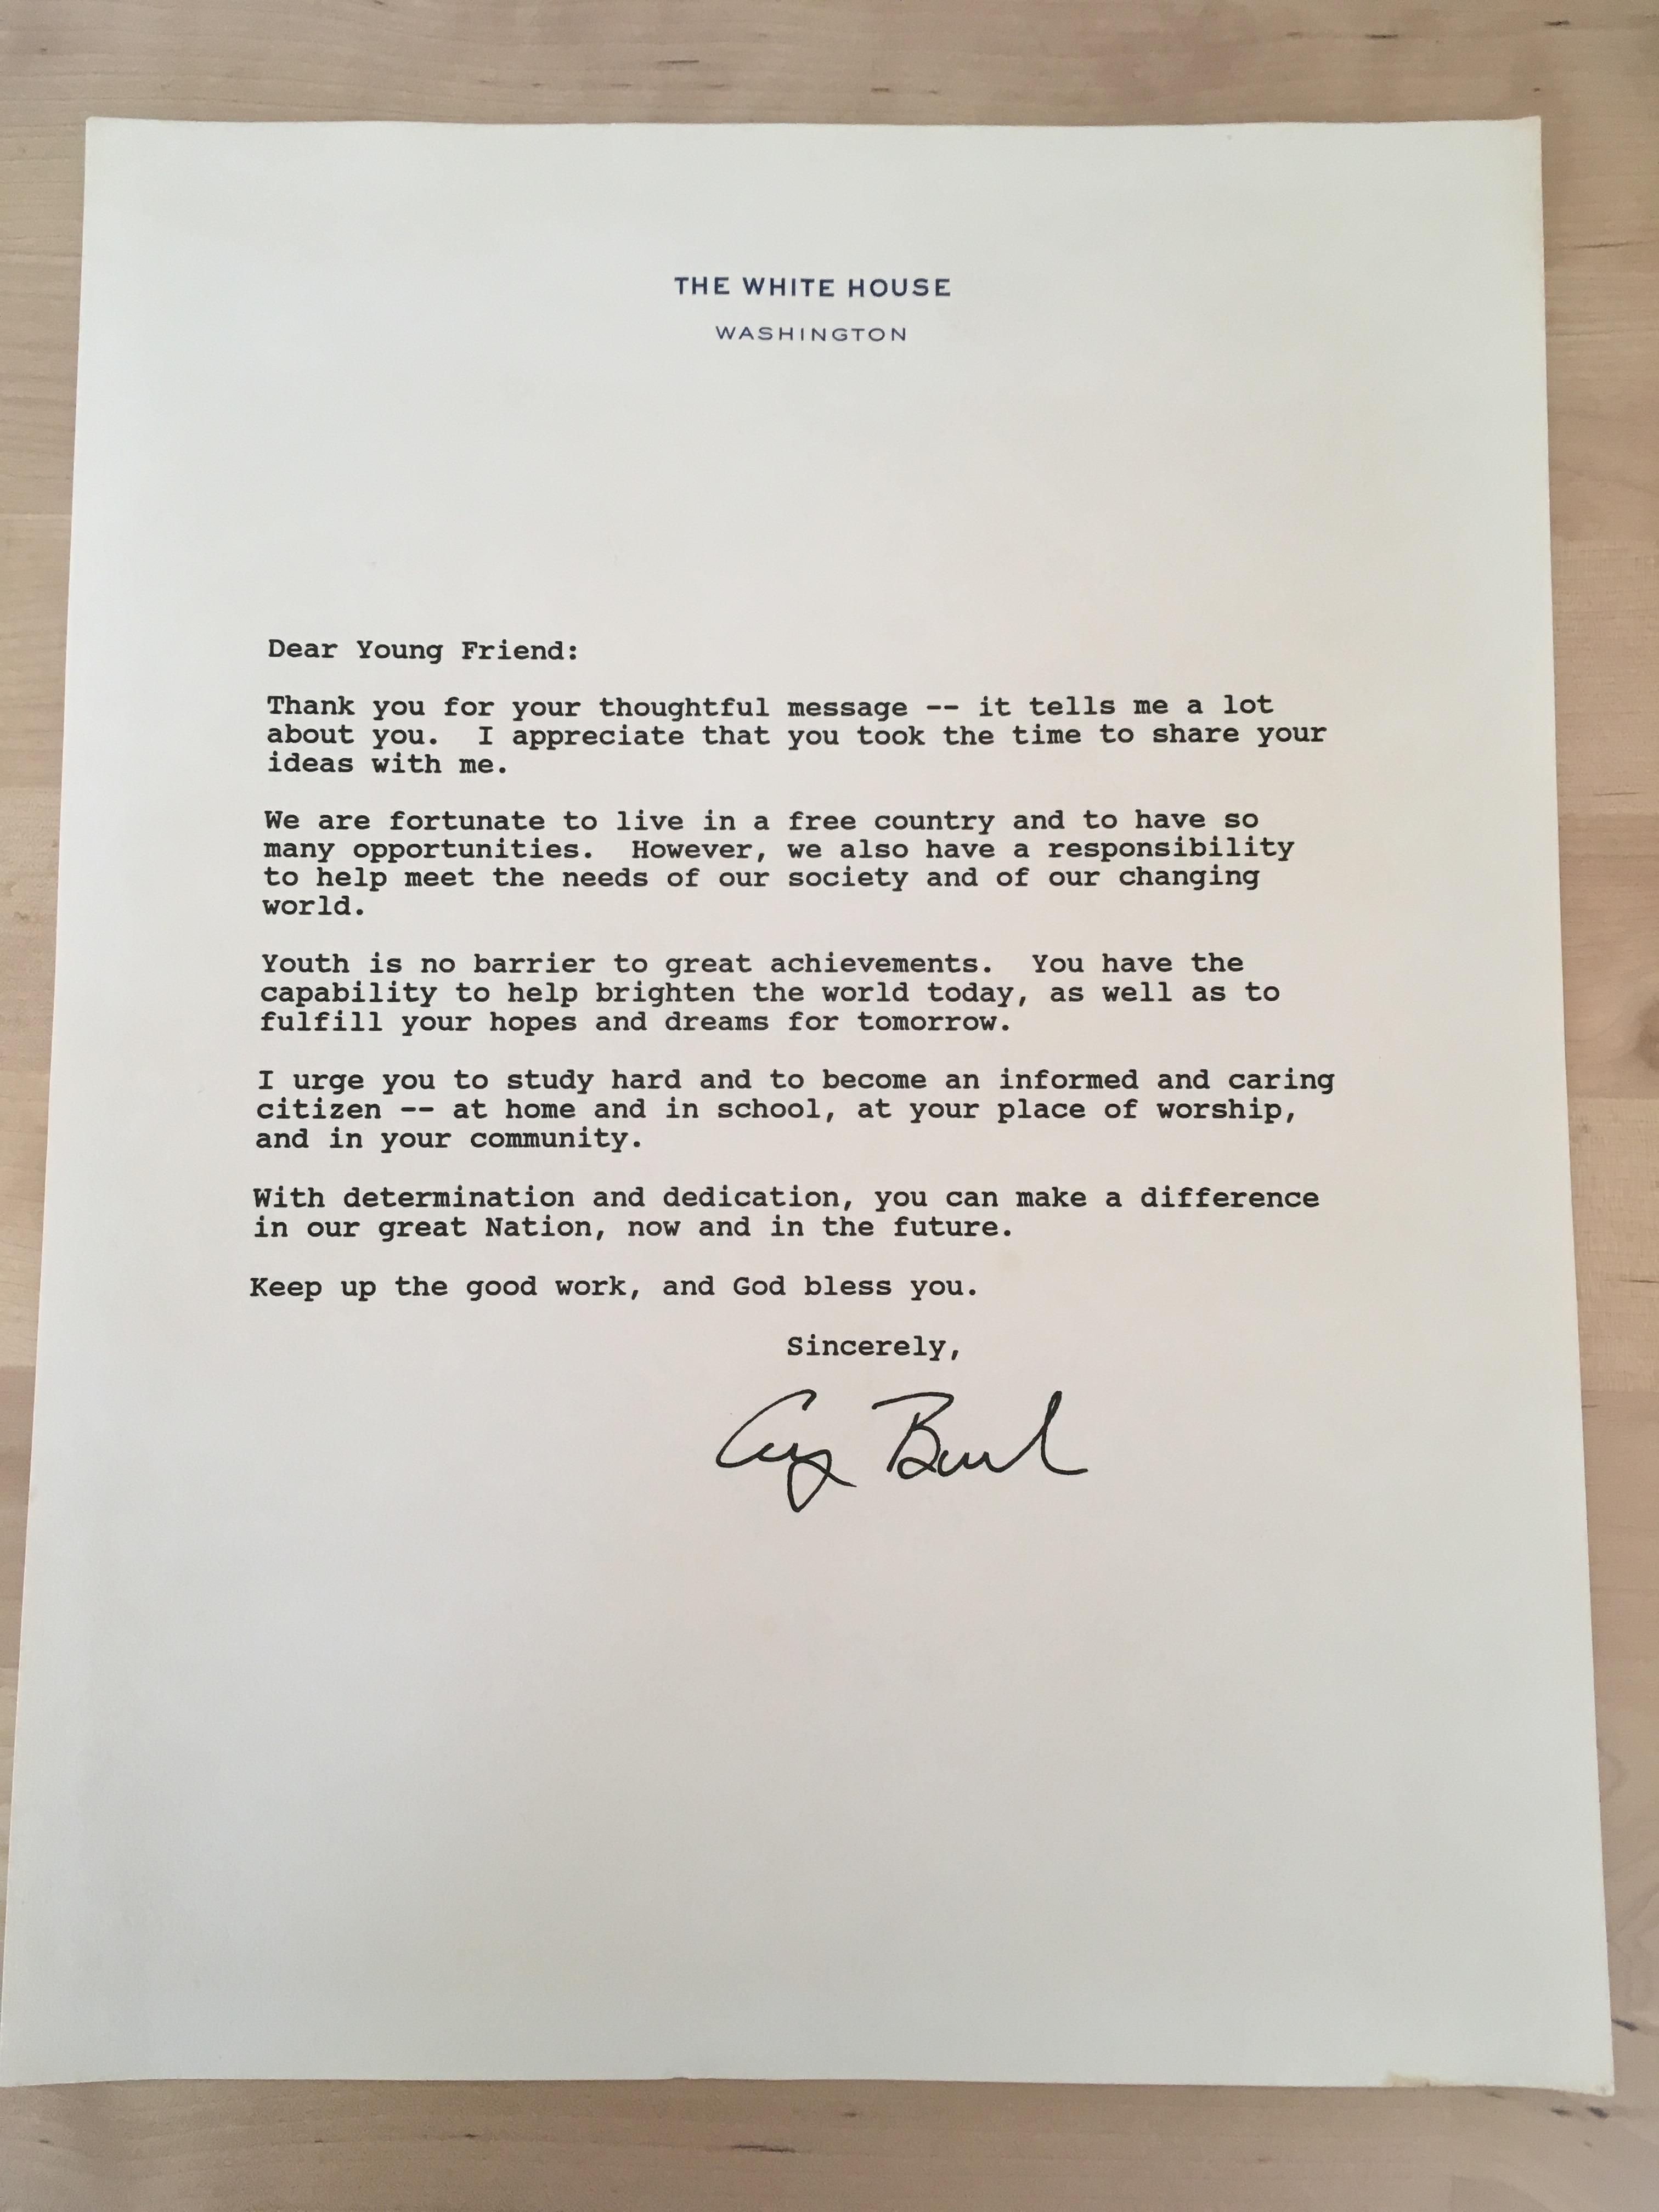 THE WHITE HOUSE
WASHINGTON
Dear Young Friend:
Thank you for your thoughtful message -- it tells me a lot
about you.  I appreciate that you took the time to share your
ideas with me.
We are fortunate to live in a free country and to have so
many opportunities.  However, we also have a responsibility
to help meet the needs of our society and of our changing
world.
Youth is no barrier to great achievements.  You have the
capability to help brighten the world today, as well as to
fulfill your hopes and dreams for tomorrow.
I urge you to study hard and to become an informed and caring
citizen -- at home and in school, at your place of worship,
and in your community.
With determination and dedication, you can make a difference
in our great Nation, now and in the future.
Keep up the good work, and God bless you.
Sincerely,